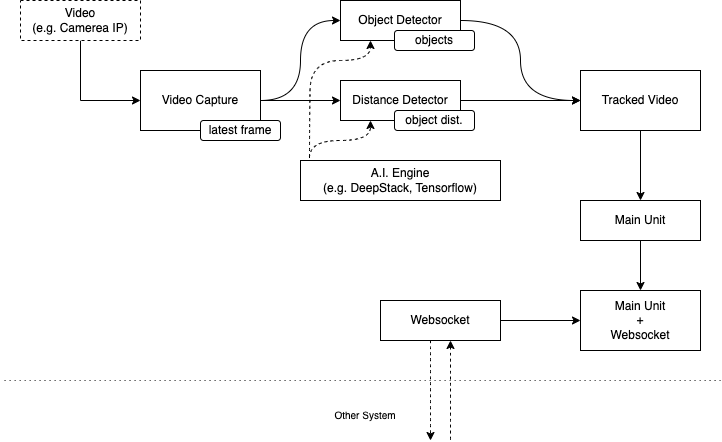 Video
(e.g. Camerea IP)
Object Detector
objects
Video Capture
latest frame
Distance Detector
object dist.
Tracked Video
A.I. Engine
(e.g. DeepStack, Tensorflow)
Main Unit
Websocket
Main Unit
+
Websocket
Other System